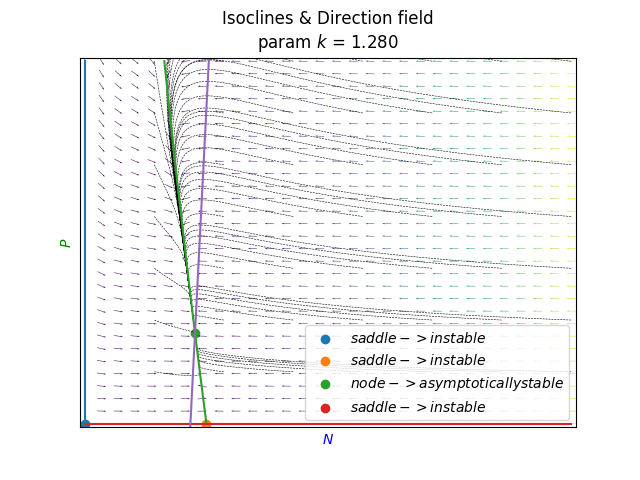 Isoclines & Direction field
param k = 1.280
P
saddle−>instable
saddle−>instable
node−>asymptoticallystable
saddle−>instable
N